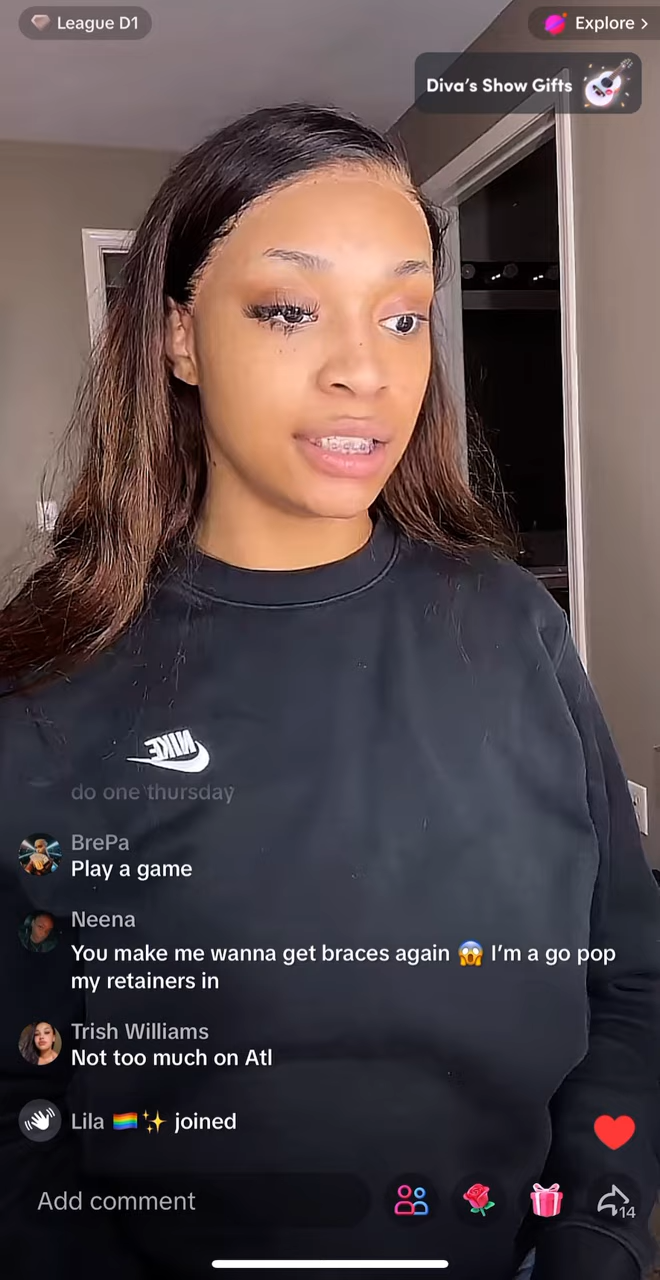 League D1
Explore >
Diva's Show Gifts
NIKE
do one thursday
BrePa
Play a game
Neena
You make me wanna get braces again 😱 I'm a go pop
my retainers in
Trish Williams
Not too much on Atl
Lila 🏳️‍🌈✨ joined
Add comment
14